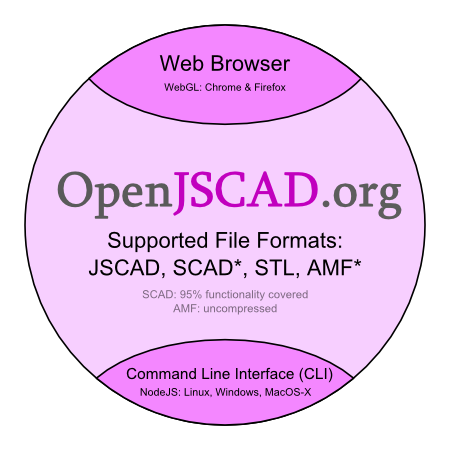 Web Browser
WebGL: Chrome & Firefox
OpenJSCAD.org
Supported File Formats:
JSCAD, SCAD*, STL, AMF*
SCAD: 95% functionality covered
AMF: uncompressed
Command Line Interface (CLI)
NodeJS: Linux, Windows, MacOS-X